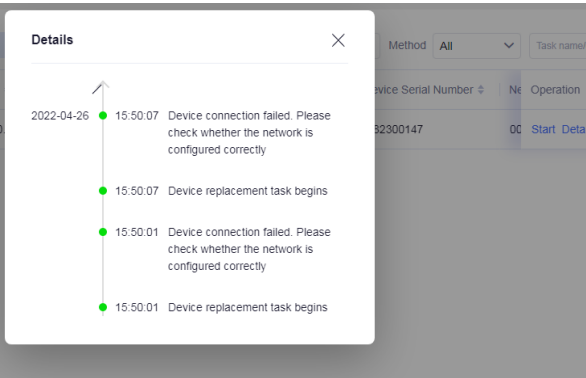 Details
Method All Task name/
evice Serial Number Ne Operation
2022-04-26 15:50:07 Device connection failed. Please
check whether the network is
configured correctly
82300147 00 Start Deta
15:50:07 Device replacement task begins
15:50:01 Device connection failed. Please
check whether the network is
configured correctly
15:50:01 Device replacement task begins